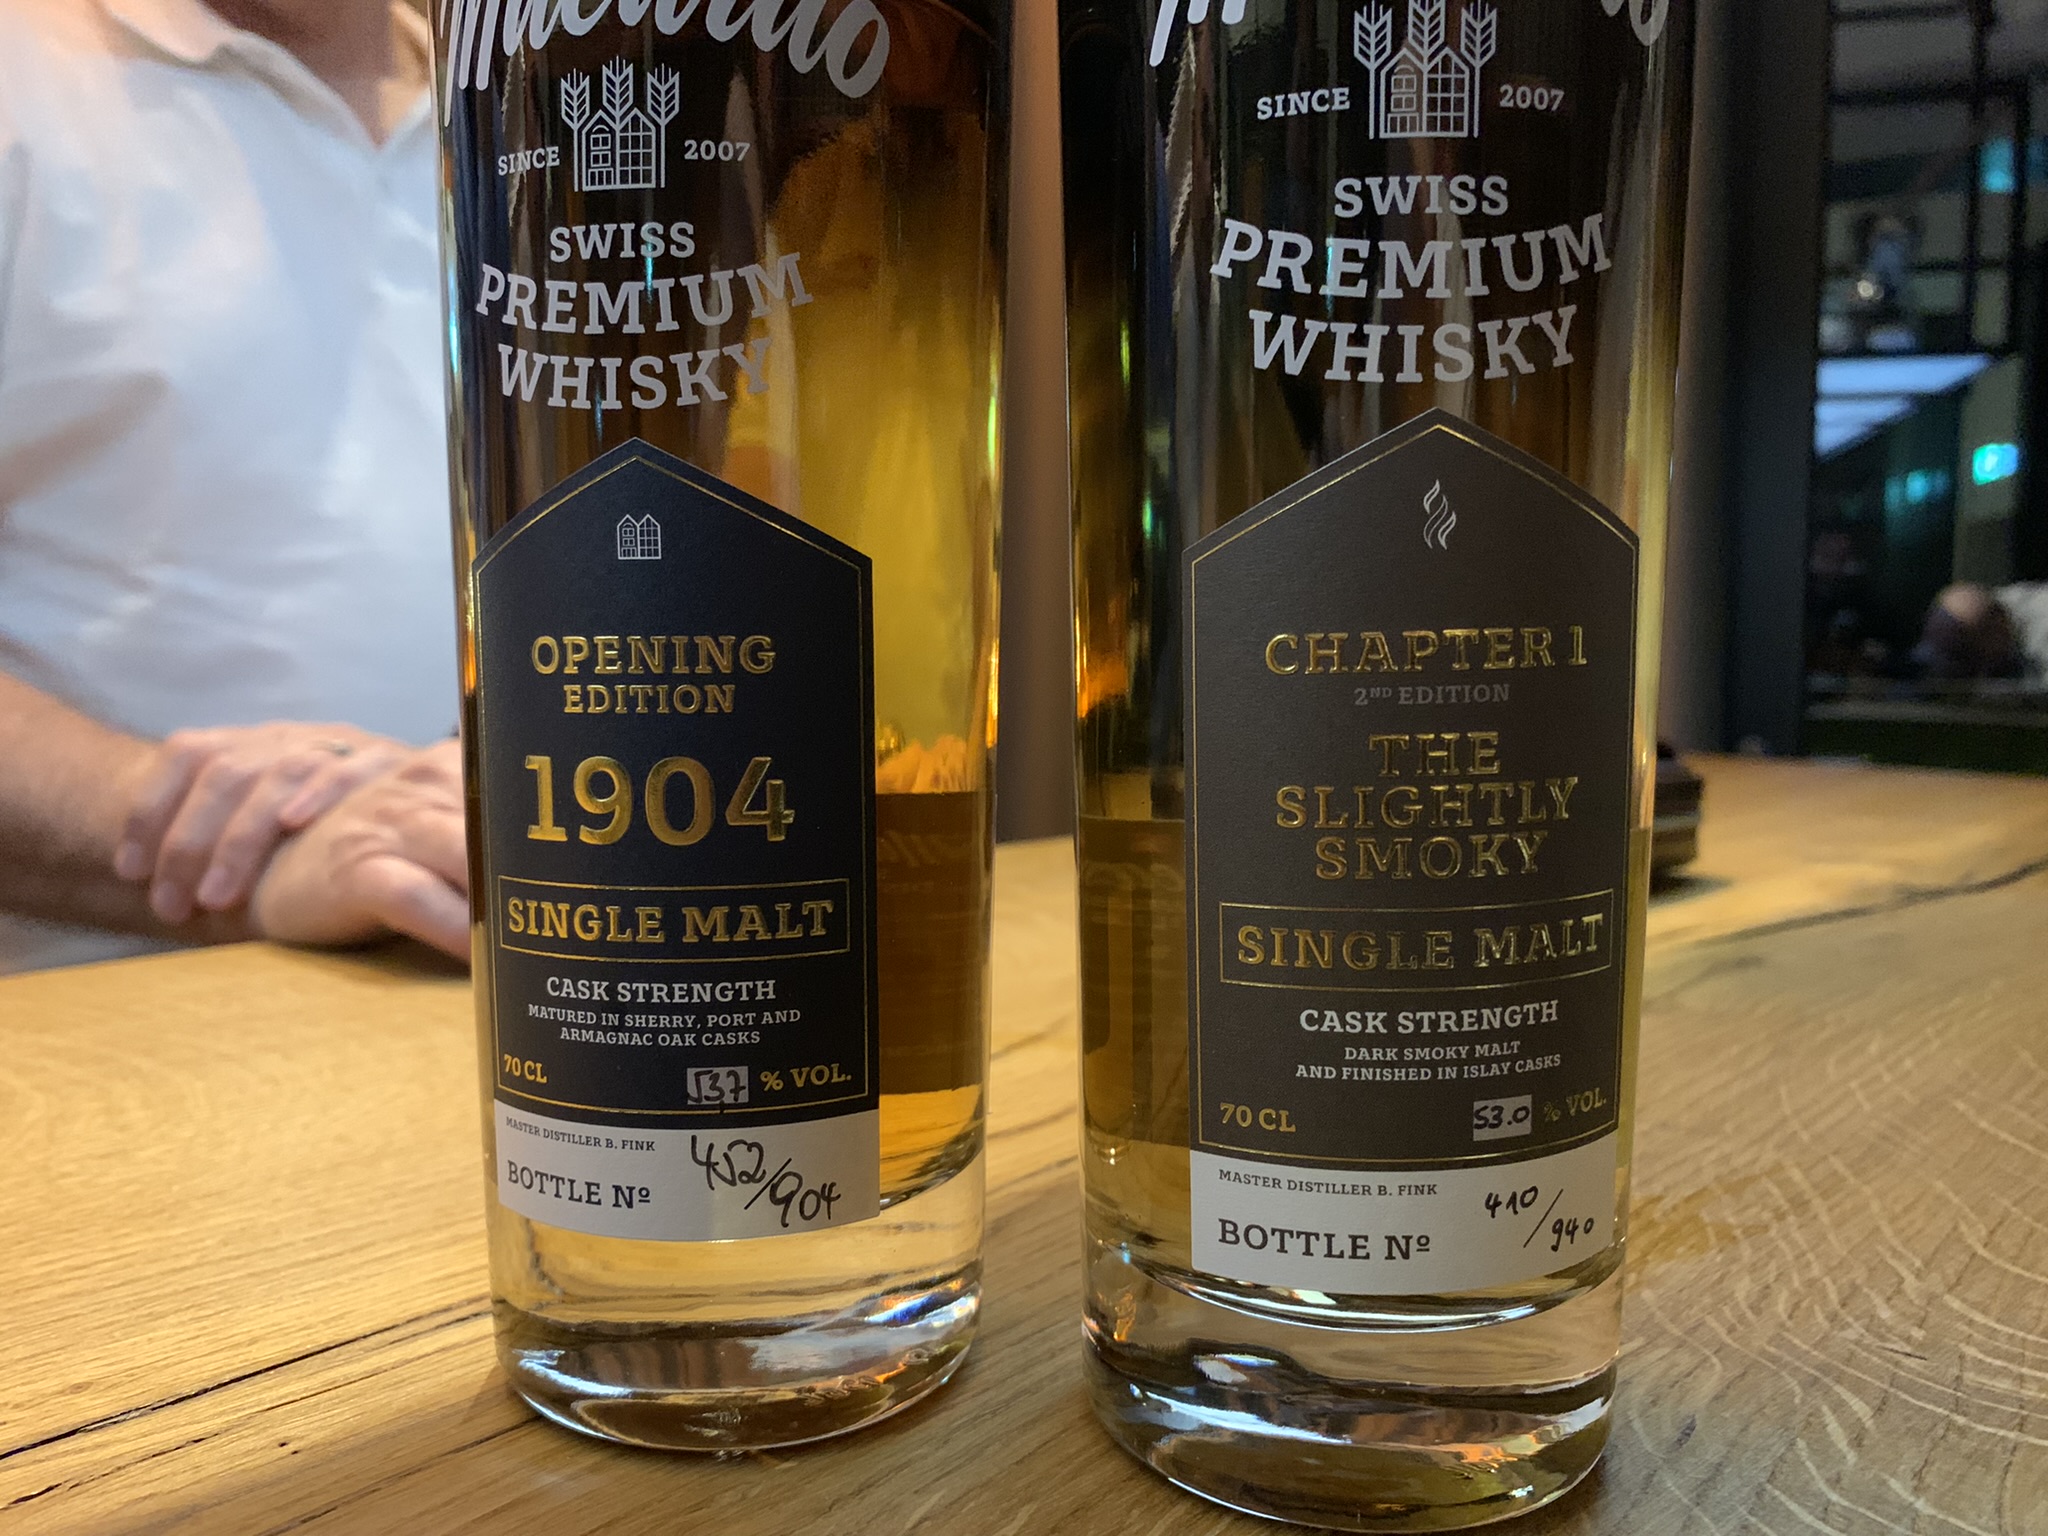 Macardo
SINCE 2007
SWISS
PREMIUM
WHISKY
OPENING
EDITION
1904
SINGLE MALT
CASK STRENGTH
MATURED IN SHERRY, PORT AND
ARMAGNAC OAK CASKS
70 CL 53.7 % VOL.
MASTER DISTILLER B. FINK
BOTTLE Nº 452/904
SINCE 2007
SWISS
PREMIUM
WHISKY
CHAPTER 1
2ND EDITION
THE
SLIGHTLY
SMOKY
SINGLE MALT
CASK STRENGTH
DARK SMOKY MALT
AND FINISHED IN ISLAY CASKS
70 CL 53.0 % VOL.
MASTER DISTILLER B. FINK
BOTTLE Nº 410/940